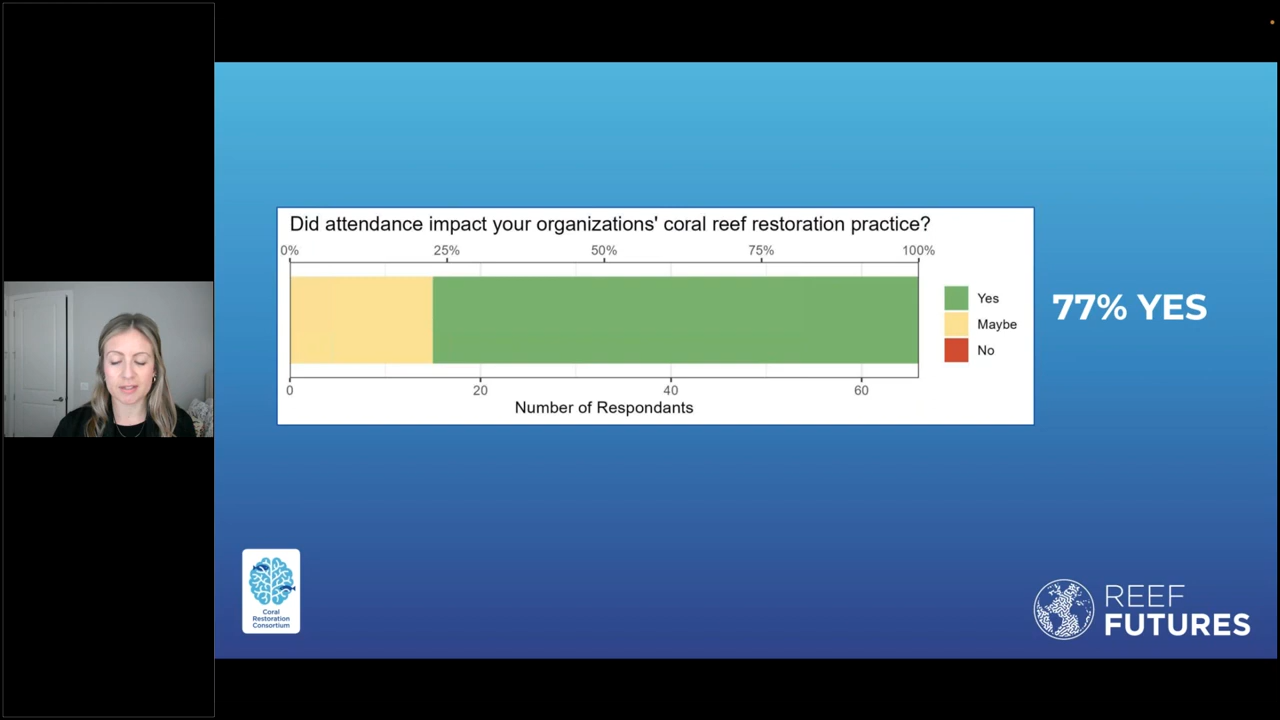 Did attendance impact your organizations' coral reef restoration practice?
0% 25% 50% 75% 100%
Yes
Maybe
No
77% YES
0 20 40 60
Number of Respondants
Coral
Restoration
Consortium
REEF
FUTURES